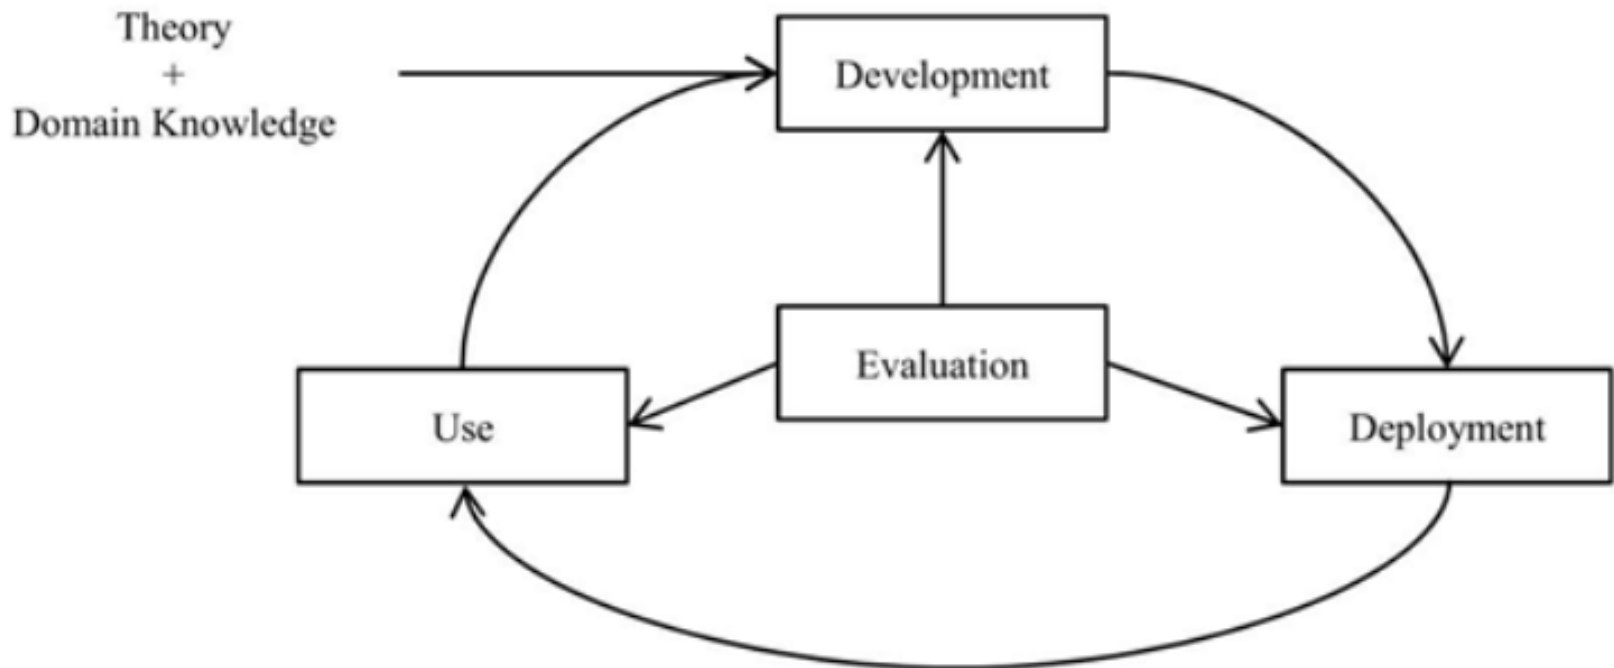 Theory
+
Domain Knowledge
Development
Evaluation
Use
Deployment